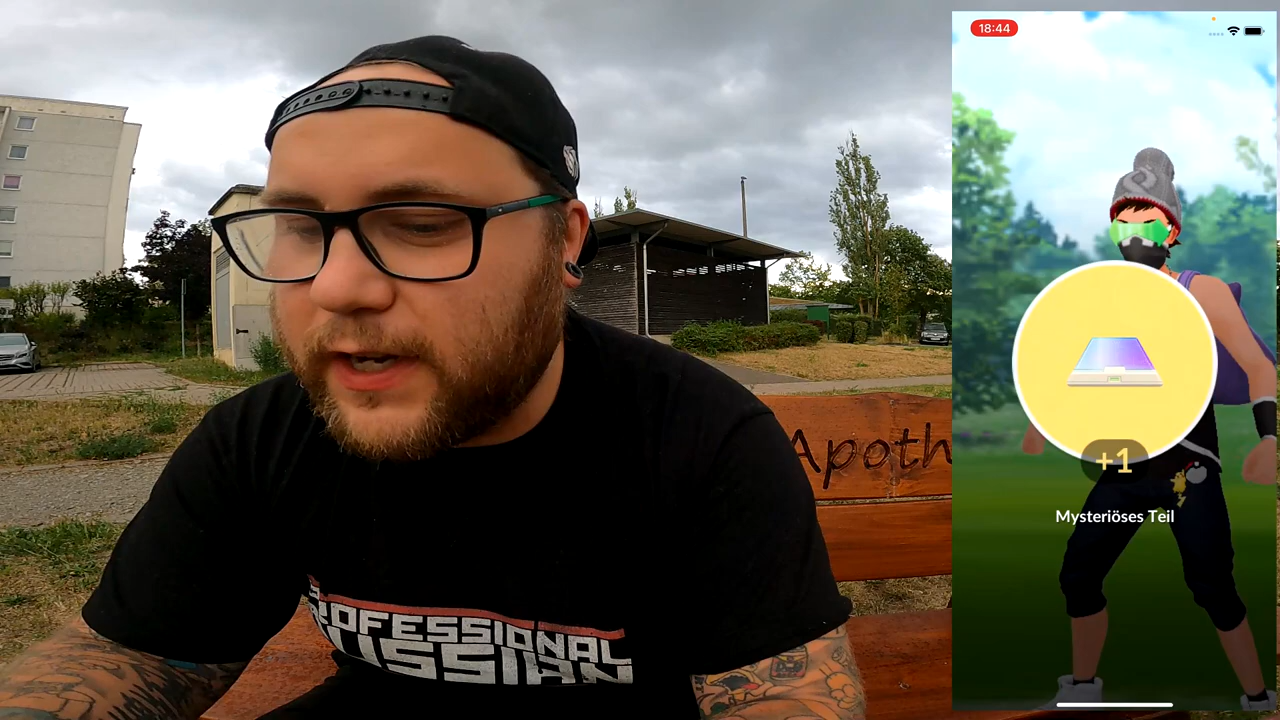 18:44
Apoth
+1
Mysteriöses Teil
PROFESSIONAL
RUSSIAN